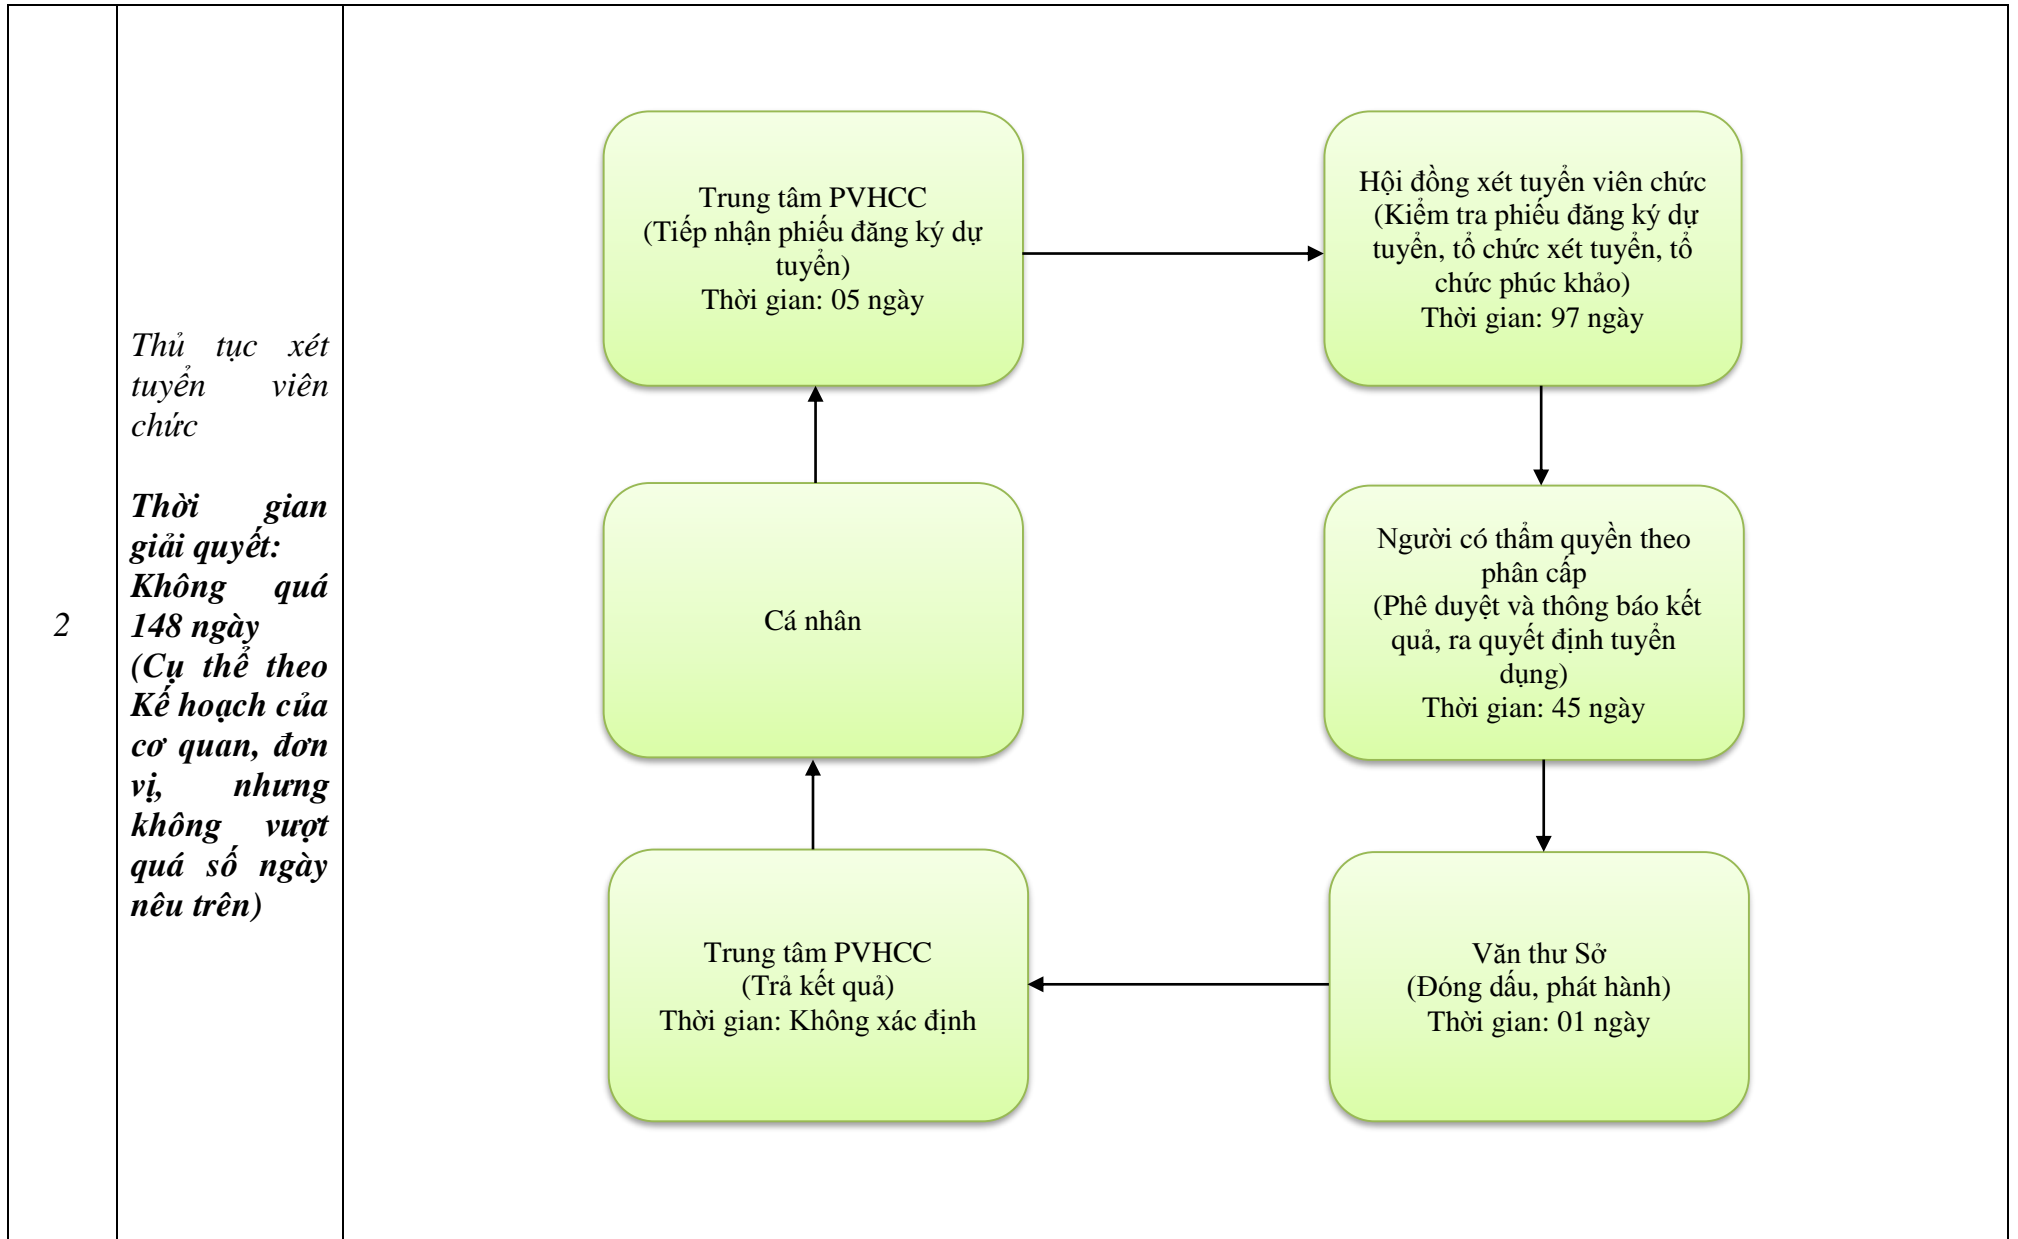 2
Thủ tục xét
tuyển viên
chức
Thời gian
giải quyết:
Không quá
148 ngày
(Cụ thể theo
Kế hoạch của
cơ quan, đơn
vị, nhưng
không vượt
quá số ngày
nêu trên)
Trung tâm PVHCC
(Tiếp nhận phiếu đăng ký dự
tuyển)
Thời gian: 05 ngày
Hội đồng xét tuyển viên chức
(Kiểm tra phiếu đăng ký dự
tuyển, tổ chức xét tuyển, tổ
chức phúc khảo)
Thời gian: 97 ngày
Cá nhân
Người có thẩm quyền theo
phân cấp
(Phê duyệt và thông báo kết
quả, ra quyết định tuyển
dụng)
Thời gian: 45 ngày
Trung tâm PVHCC
(Trả kết quả)
Thời gian: Không xác định
Văn thư Sở
(Đóng dấu, phát hành)
Thời gian: 01 ngày